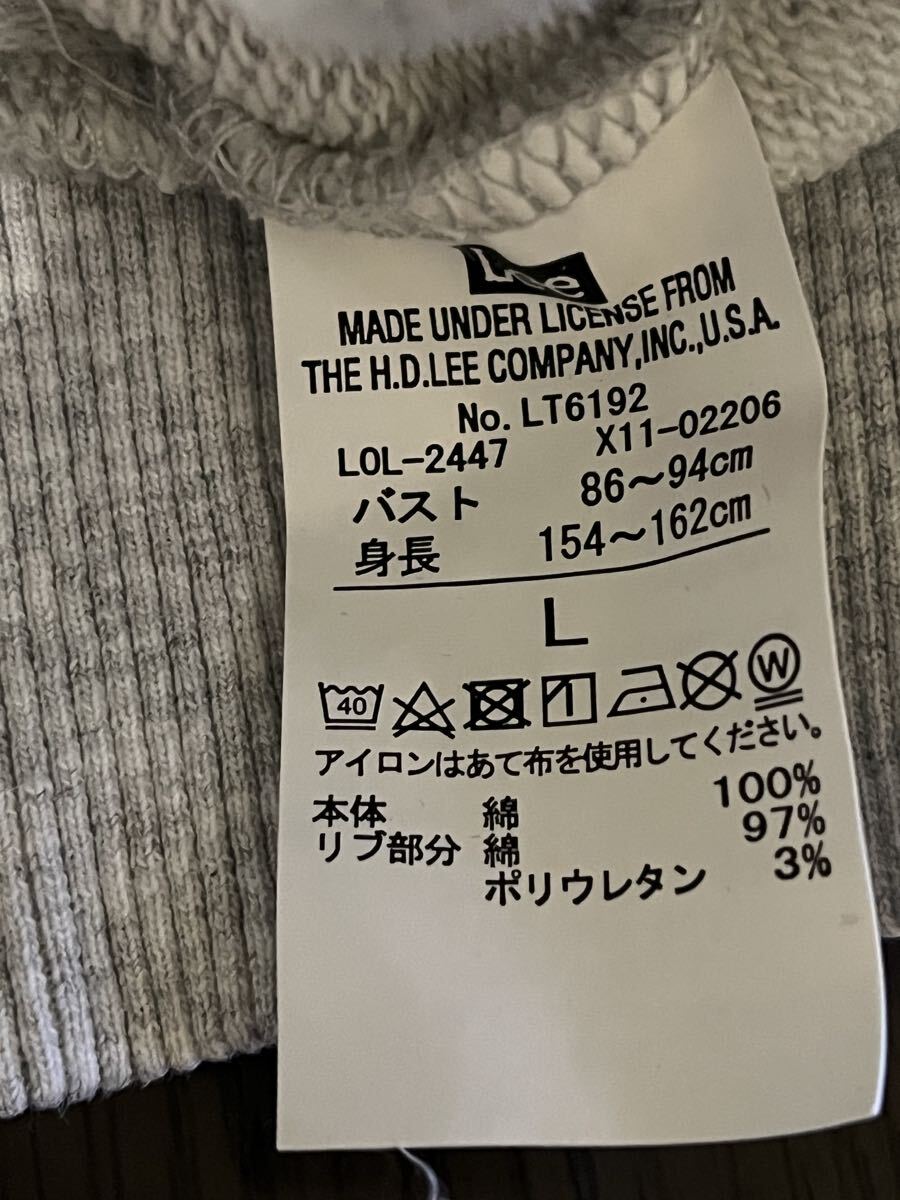 Lee
MADE UNDER LICENSE FROM
THE H.D.LEE COMPANY,INC.,U.S.A.
No. LT6192
LOL-2447 X11-02206
バスト 86〜94cm
身長 154〜162cm
L
40 W
アイロンはあて布を使用してください。
本体 綿 100%
リブ部分 綿 97%
ポリウレタン 3%